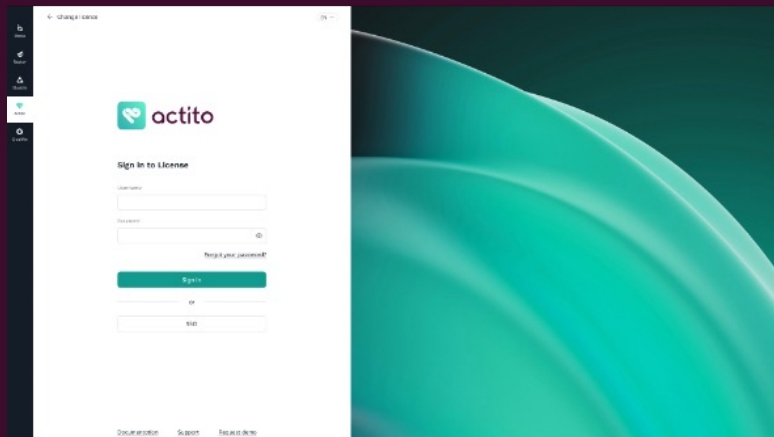 ← Change license
EN
Actito
actito
Sign in to License
Username
Password
Forgot your password?
Sign in
or
SSO
Documentation
Support
Request demo